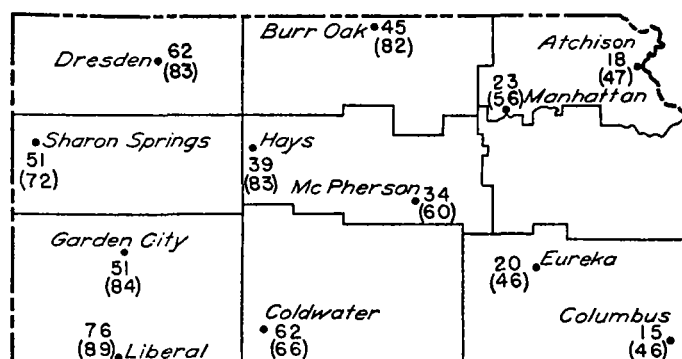 Burr Oak 45
(82)
Dresden 62
(83)
Atchison
18
(47)
23
(56) Manhattan
Sharon Springs
51
(72)
Hays
39
(83)
Mc Pherson 34
(60)
Garden City
51
(84)
20
(46) Eureka
Coldwater
62
(66)
Columbus
15
(46)
76
(89) Liberal